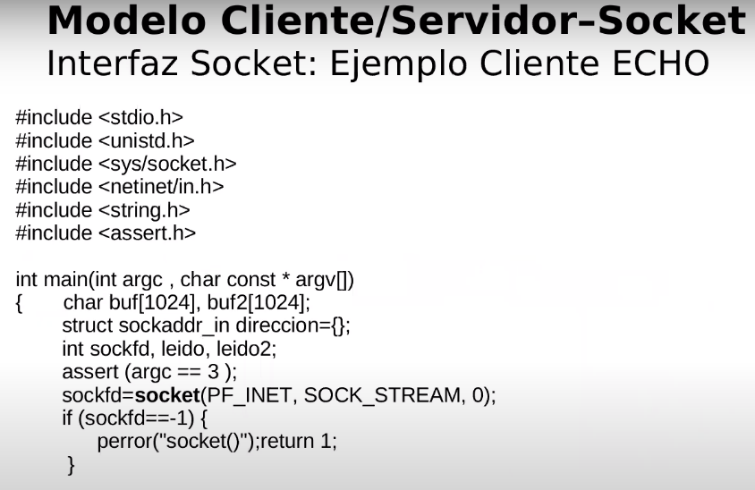 Modelo Cliente/Servidor–Socket
Interfaz Socket: Ejemplo Cliente ECHO
#include <stdio.h>
#include <unistd.h>
#include <sys/socket.h>
#include <netinet/in.h>
#include <string.h>
#include <assert.h>
int main(int argc , char const * argv[])
{ char buf[1024], buf2[1024];
struct sockaddr_in direccion={};
int sockfd, leido, leido2;
assert (argc == 3 );
sockfd=socket(PF_INET, SOCK_STREAM, 0);
if (sockfd==-1) {
perror("socket()");return 1;
}